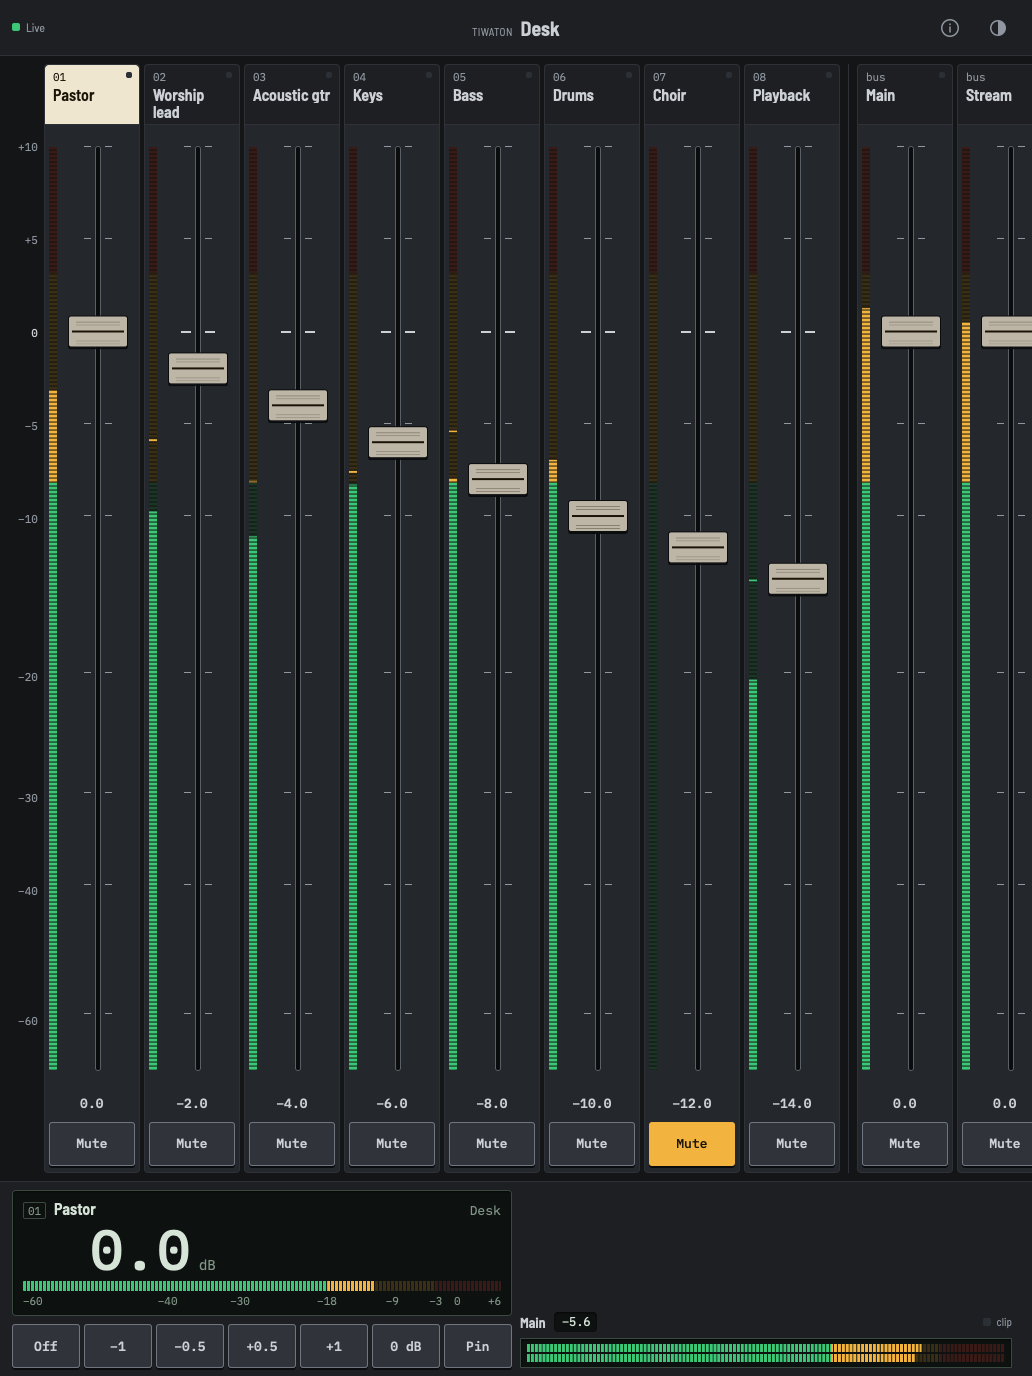 Live
TIWATON Desk
01
Pastor
02
Worship
lead
03
Acoustic gtr
04
Keys
05
Bass
06
Drums
07
Choir
08
Playback
bus
Main
bus
Stream
+10
+5
0
−5
−10
−20
−30
−40
−60
0.0
−2.0
−4.0
−6.0
−8.0
−10.0
−12.0
−14.0
0.0
0.0
Mute
Mute
Mute
Mute
Mute
Mute
Mute
Mute
Mute
Mute
01 Pastor Desk
0.0 dB
−60 −40 −30 −18 −9 −3 0 +6
Off −1 −0.5 +0.5 +1 0 dB Pin
Main −5.6 clip